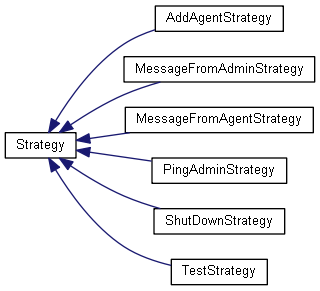 AddAgentStrategy
MessageFromAdminStrategy
MessageFromAgentStrategy
Strategy
PingAdminStrategy
ShutDownStrategy
TestStrategy